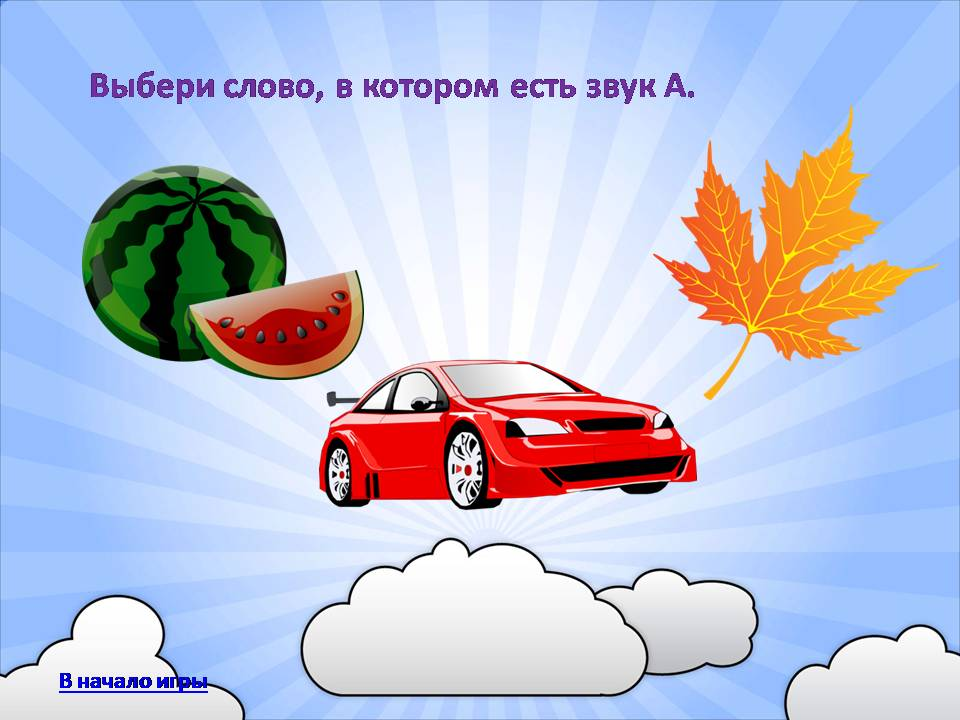 Выбери слово, в котором есть звук А.
В начало игры